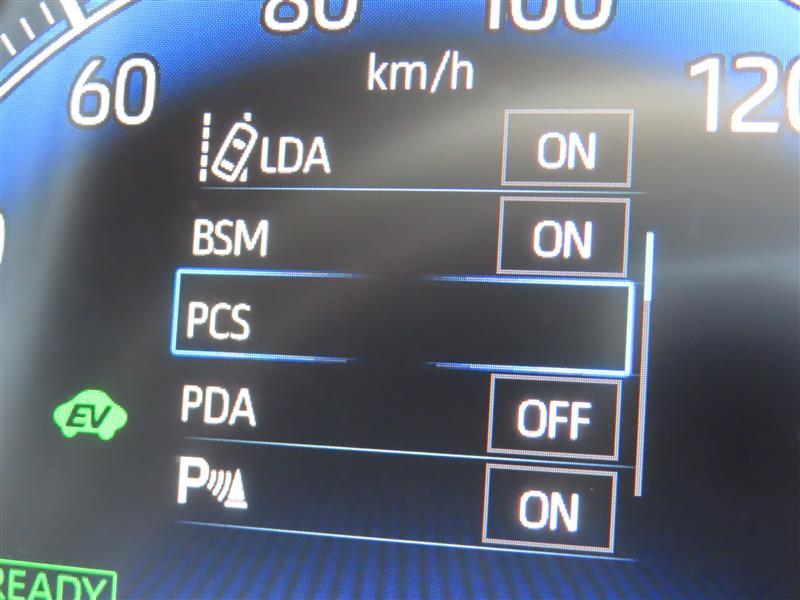 80 100
60 km/h 120
LDA ON
BSM ON
PCS
PDA OFF
EV
P ON
READY